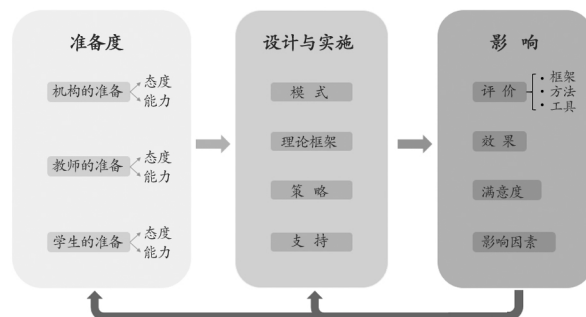 准备度
机构的准备
态度
能力
教师的准备
态度
能力
学生的准备
态度
能力
设计与实施
模式
理论框架
策略
支持
影响
评价
• 框架
• 方法
• 工具
效果
满意度
影响因素